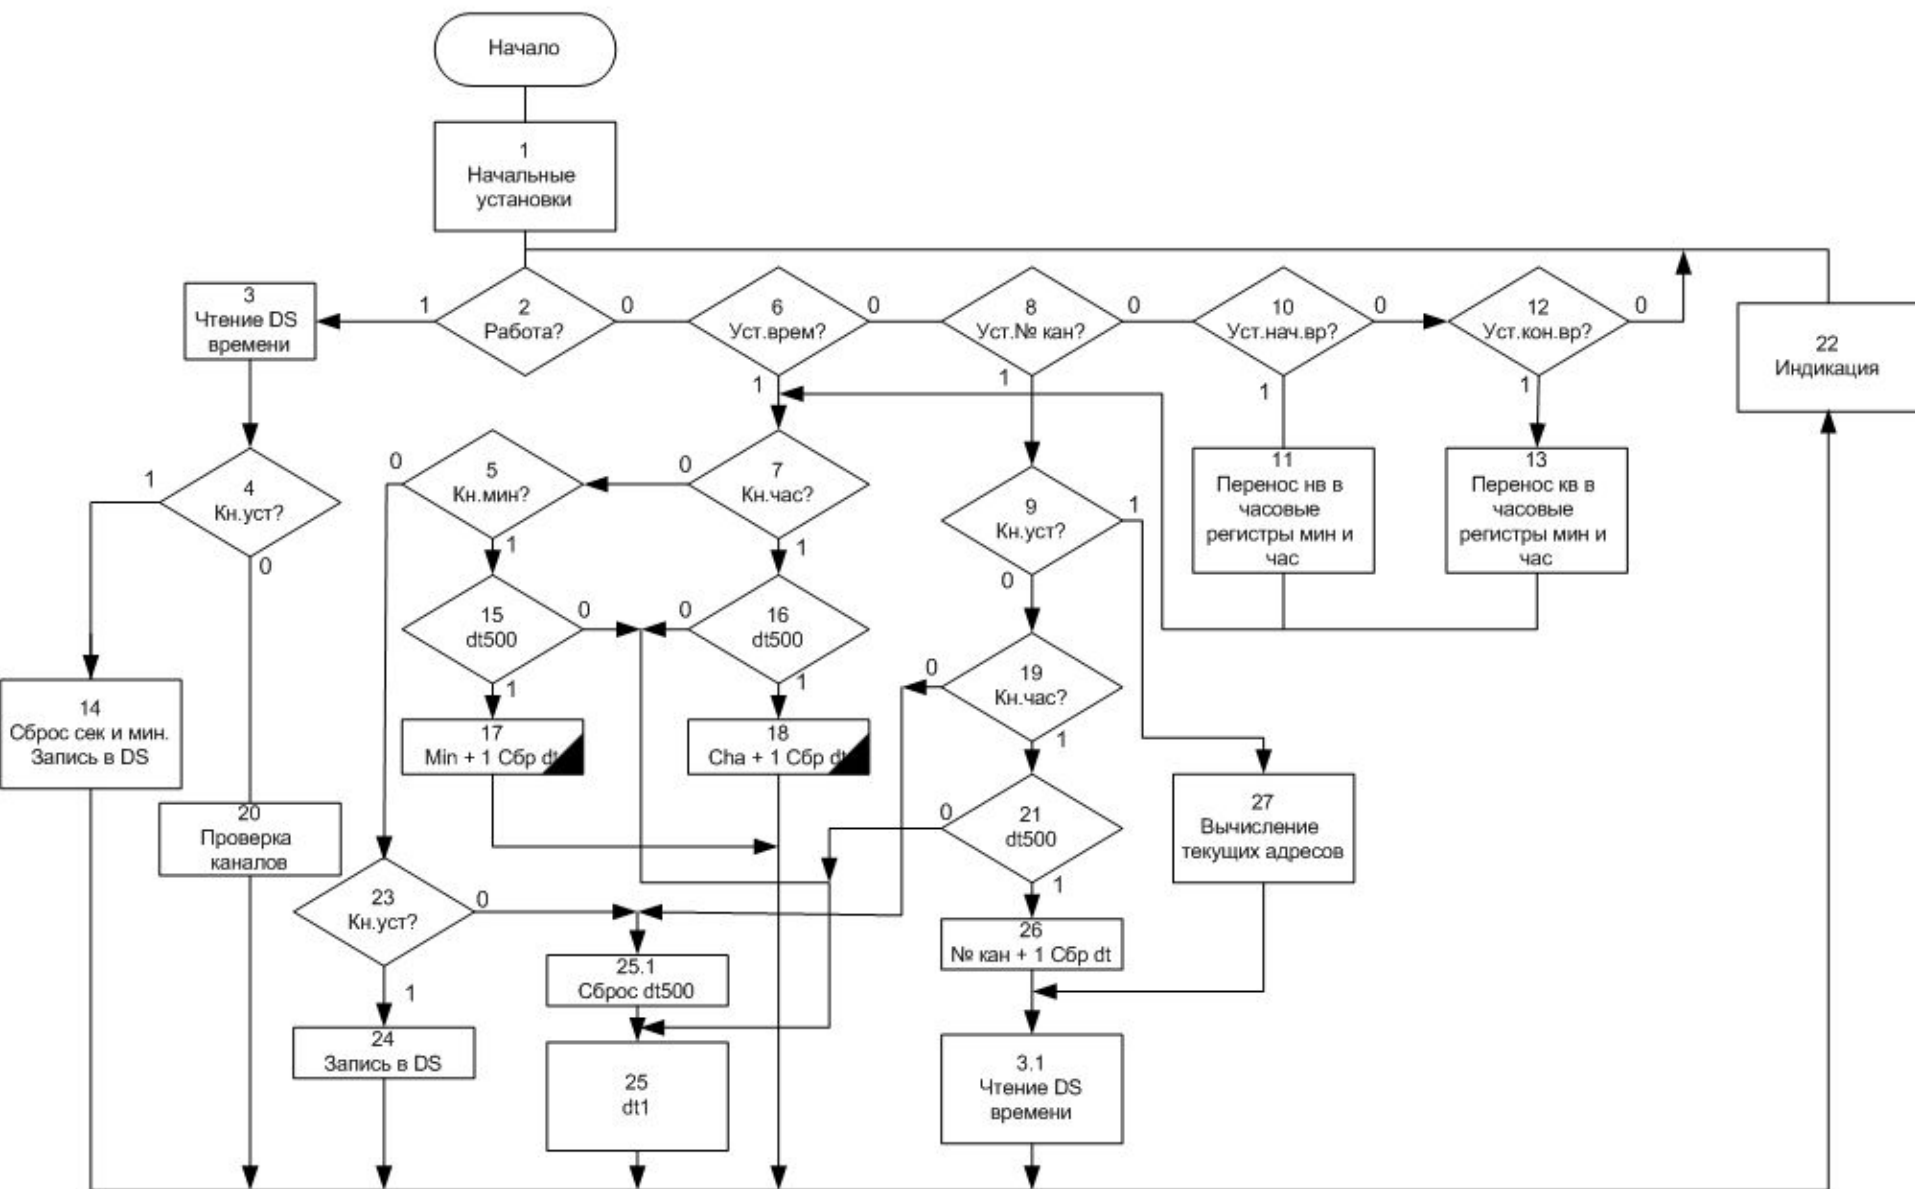 Начало
1
Начальные
установки
3
Чтение DS
времени
1
2
Работа?
0
6
Уст.врем?
0
8
Уст.№ кан?
0
10
Уст.нач.вр?
0
12
Уст.кон.вр?
0
22
Индикация
1
1
1
1
1
4
Кн.уст?
0
0
5
Кн.мин?
1
0
7
Кн.час?
1
9
Кн.уст?
1
0
11
Перенос нв в
часовые
регистры мин и
час
13
Перенос кв в
часовые
регистры мин и
час
15
dt500
0
1
0
16
dt500
1
0
19
Кн.час?
1
14
Сброс сек и мин.
Запись в DS
17
Min + 1 Сбр dt
18
Cha + 1 Сбр dt
20
Проверка
каналов
0
21
dt500
1
27
Вычисление
текущих адресов
23
Кн.уст?
0
1
26
№ кан + 1 Сбр dt
25.1
Сброс dt500
24
Запись в DS
25
dt1
3.1
Чтение DS
времени